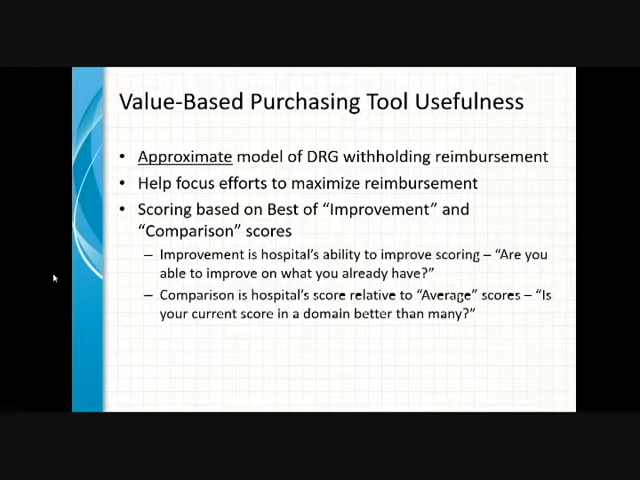 Value-Based Purchasing Tool Usefulness
• Approximate model of DRG withholding reimbursement
• Help focus efforts to maximize reimbursement
• Scoring based on Best of “Improvement” and
“Comparison” scores
– Improvement is hospital’s ability to improve scoring – “Are you
able to improve on what you already have?”
– Comparison is hospital’s score relative to “Average” scores – “Is
your current score in a domain better than many?”